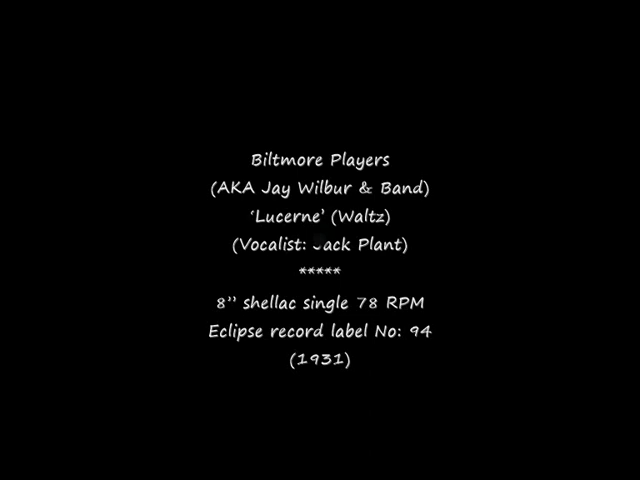 Biltmore Players
(AKA Jay Wilbur & Band)
‘Lucerne’ (Waltz)
(Vocalist: Jack Plant)
*****
8” shellac single 78 RPM
Eclipse record label No: 94
(1931)